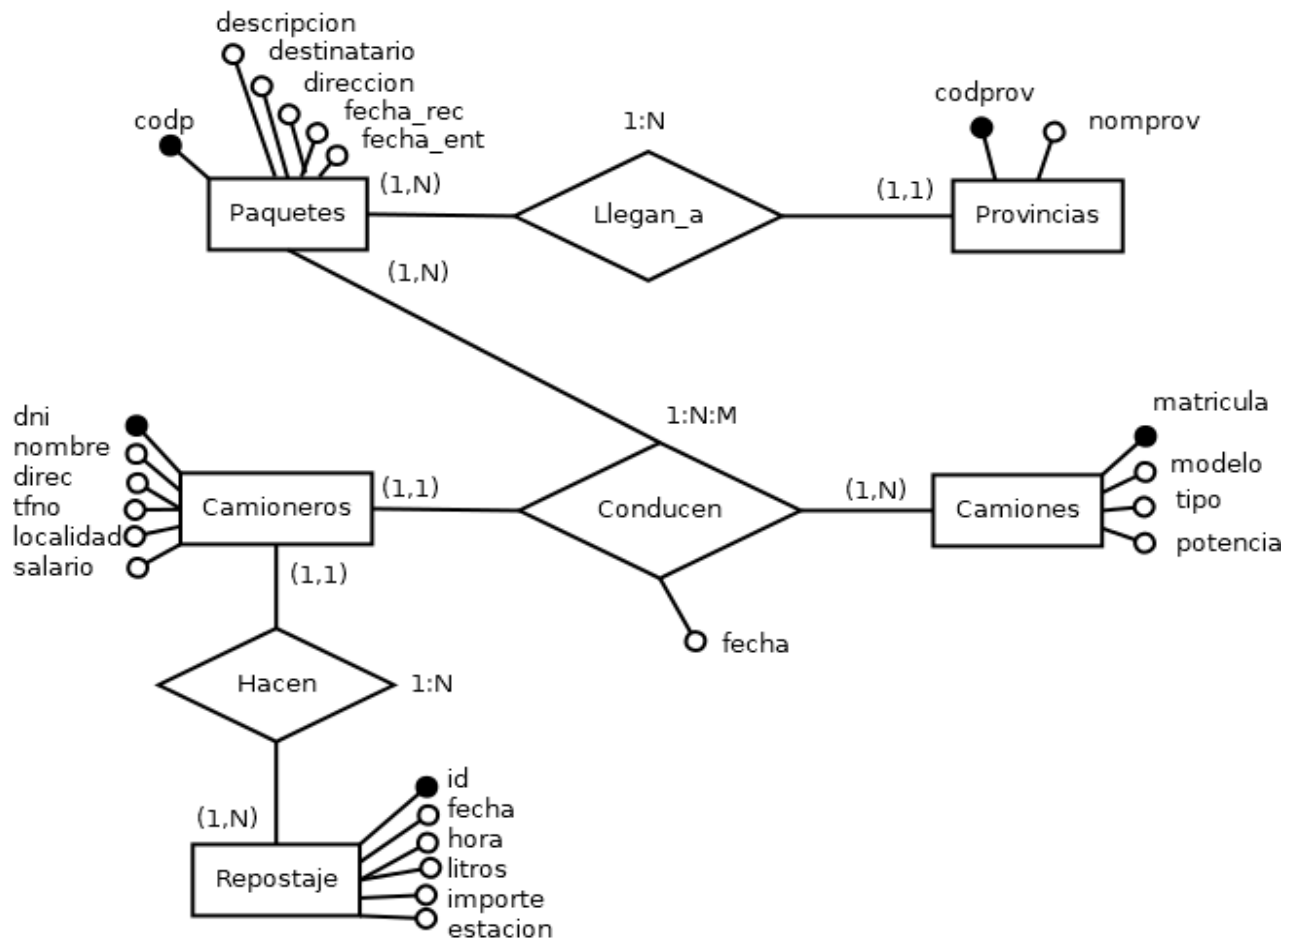 descripcion
destinatario
direccion
fecha_rec
fecha_ent
codp
(1,N)
Paquetes
1:N
Llegan_a
(1,1)
codprov
nomprov
Provincias
(1,N)
1:N:M
dni
nombre
direc
tfno
localidad
salario
Camioneros
(1,1)
Conducen
fecha
(1,N)
Camiones
matricula
modelo
tipo
potencia
(1,1)
Hacen
1:N
(1,N)
Repostaje
id
fecha
hora
litros
importe
estacion